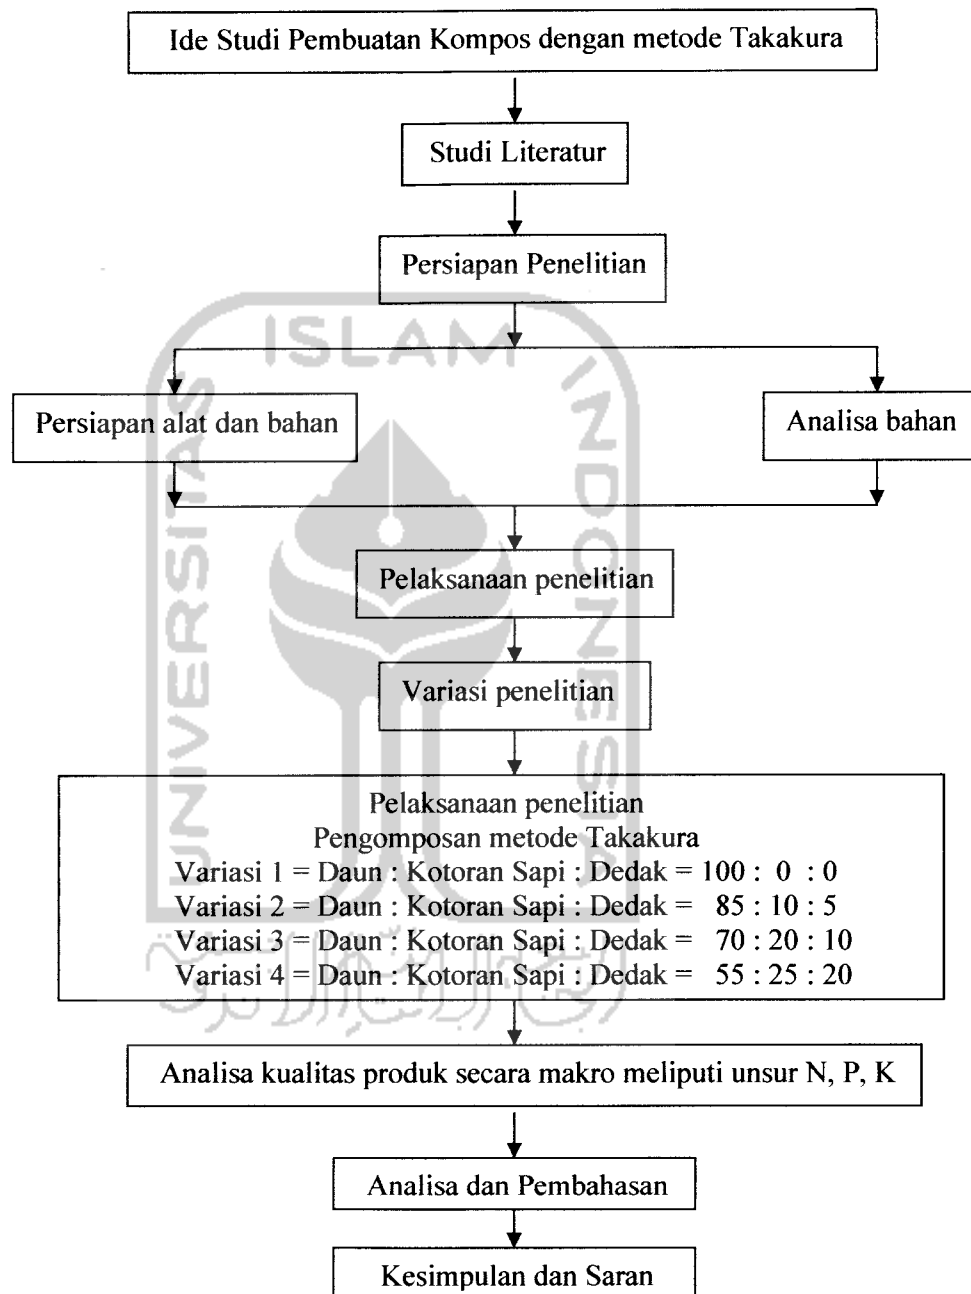 Ide Studi Pembuatan Kompos dengan metode Takakura
Studi Literatur
Persiapan Penelitian
Persiapan alat dan bahan
Analisa bahan
Pelaksanaan penelitian
Variasi penelitian
Pelaksanaan penelitian
Pengomposan metode Takakura
Variasi 1 = Daun : Kotoran Sapi : Dedak = 100 : 0 : 0
Variasi 2 = Daun : Kotoran Sapi : Dedak = 85 : 10 : 5
Variasi 3 = Daun : Kotoran Sapi : Dedak = 70 : 20 : 10
Variasi 4 = Daun : Kotoran Sapi : Dedak = 55 : 25 : 20
Analisa kualitas produk secara makro meliputi unsur N, P, K
Analisa dan Pembahasan
Kesimpulan dan Saran
UNIVERSITAS
ISLAM
INDONESIA